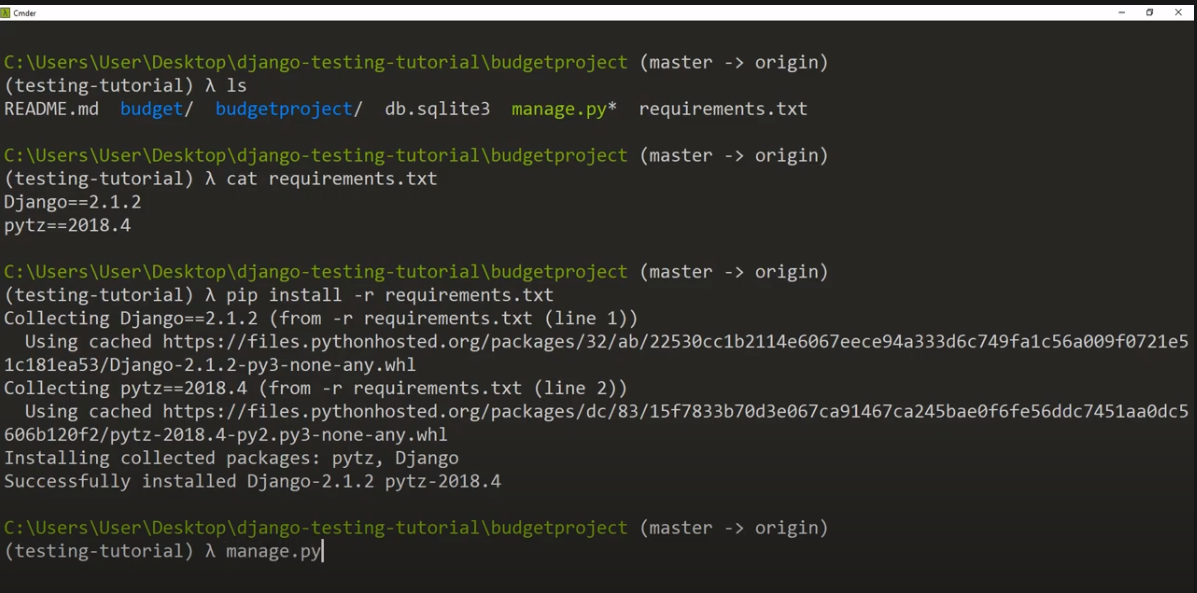 Cmder
C:\Users\User\Desktop\django-testing-tutorial\budgetproject (master -> origin)
(testing-tutorial) λ ls
README.md  budget/  budgetproject/  db.sqlite3  manage.py*  requirements.txt
C:\Users\User\Desktop\django-testing-tutorial\budgetproject (master -> origin)
(testing-tutorial) λ cat requirements.txt
Django==2.1.2
pytz==2018.4
C:\Users\User\Desktop\django-testing-tutorial\budgetproject (master -> origin)
(testing-tutorial) λ pip install -r requirements.txt
Collecting Django==2.1.2 (from -r requirements.txt (line 1))
  Using cached https://files.pythonhosted.org/packages/32/ab/22530cc1b2114e6067eece94a333d6c749fa1c56a009f0721e5
1c181ea53/Django-2.1.2-py3-none-any.whl
Collecting pytz==2018.4 (from -r requirements.txt (line 2))
  Using cached https://files.pythonhosted.org/packages/dc/83/15f7833b70d3e067ca91467ca245bae0f6fe56ddc7451aa0dc5
606b120f2/pytz-2018.4-py2.py3-none-any.whl
Installing collected packages: pytz, Django
Successfully installed Django-2.1.2 pytz-2018.4
C:\Users\User\Desktop\django-testing-tutorial\budgetproject (master -> origin)
(testing-tutorial) λ manage.py